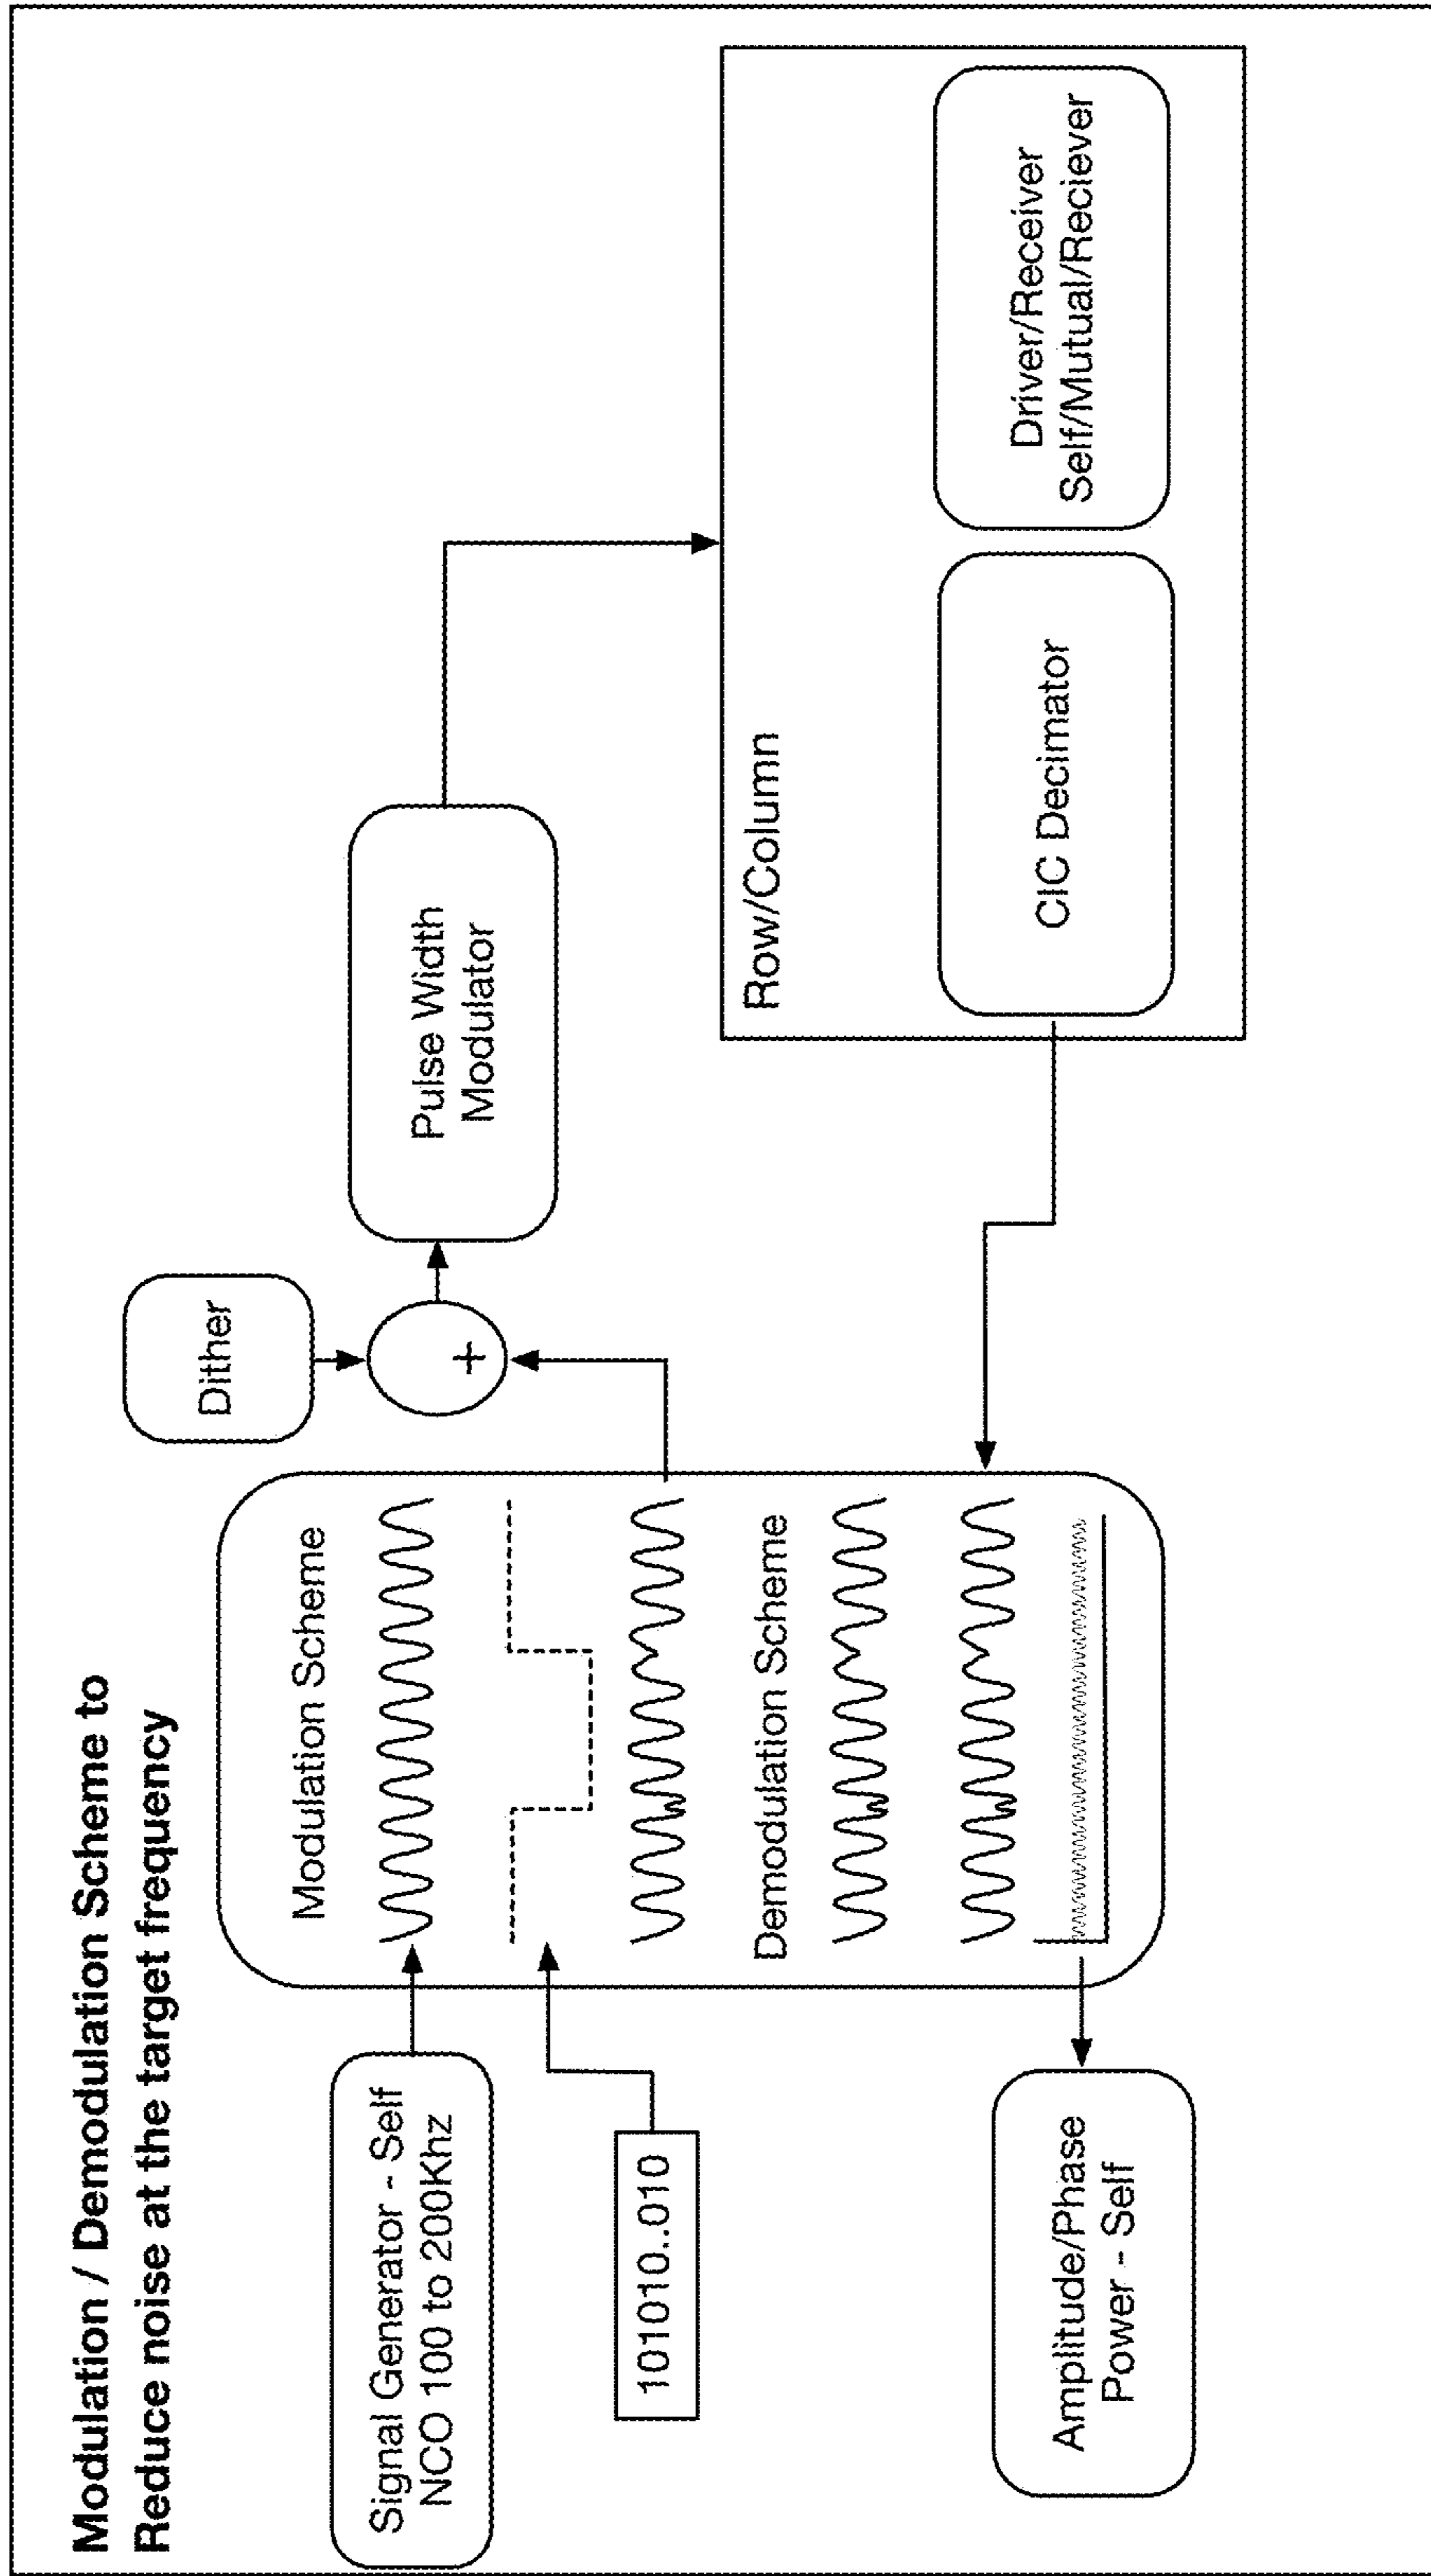 Modulation / Demodulation Scheme to
Reduce noise at the target frequency
Signal Generator - Self
NCO 100 to 200Khz
10101..010
Amplitude/Phase
Power - Self
Modulation Scheme
Demodulation Scheme
Dither
+
Pulse Width
Modulator
Row/Column
CIC Decimator
Driver/Receiver
Self/Mutual/Reciever